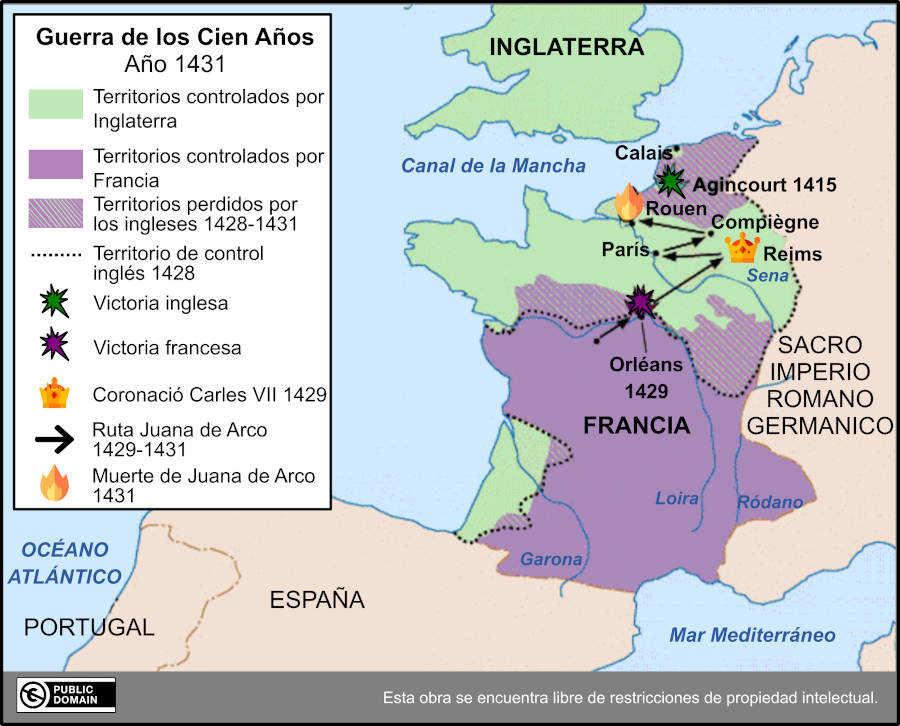 Guerra de los Cien Años
Año 1431
Territorios controlados por
Inglaterra
Territorios controlados por
Francia
Territorios perdidos por
los ingleses 1428-1431
Territorio de control
inglés 1428
Victoria inglesa
Victoria francesa
Coronació Carles VII 1429
Ruta Juana de Arco
1429-1431
Muerte de Juana de Arco
1431
INGLATERRA
Canal de la Mancha
Calais
Agincourt 1415
Rouen
Compiègne
París
Reims
Sena
Orléans
1429
SACRO
IMPERIO
ROMANO
GERMANICO
FRANCIA
Loira
Ródano
Garona
OCÉANO
ATLÁNTICO
ESPAÑA
PORTUGAL
Mar Mediterráneo
PUBLIC
DOMAIN
Esta obra se encuentra libre de restricciones de propiedad intelectual.